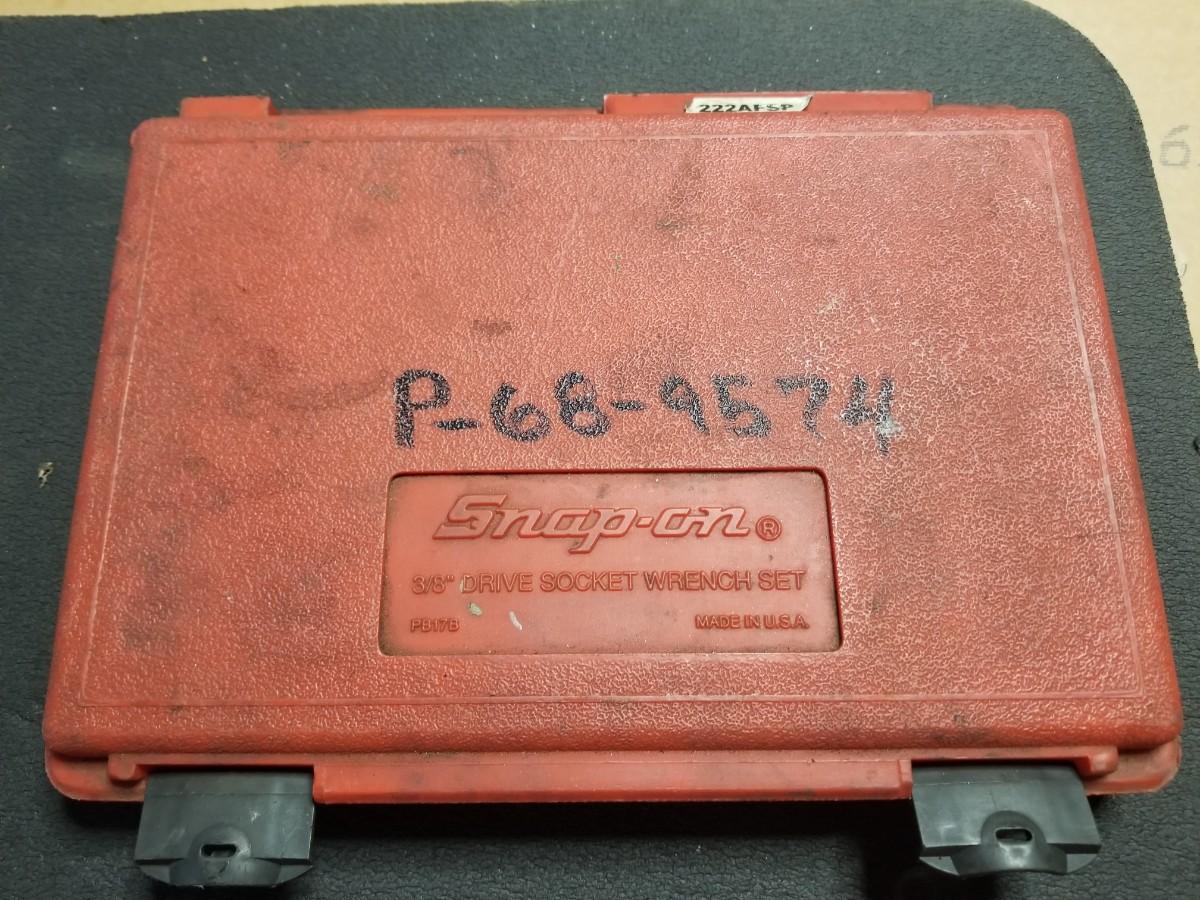 222AFSP
P-68-9574
Snap-on®
3/8" DRIVE SOCKET WRENCH SET
PB17B MADE IN U.S.A.